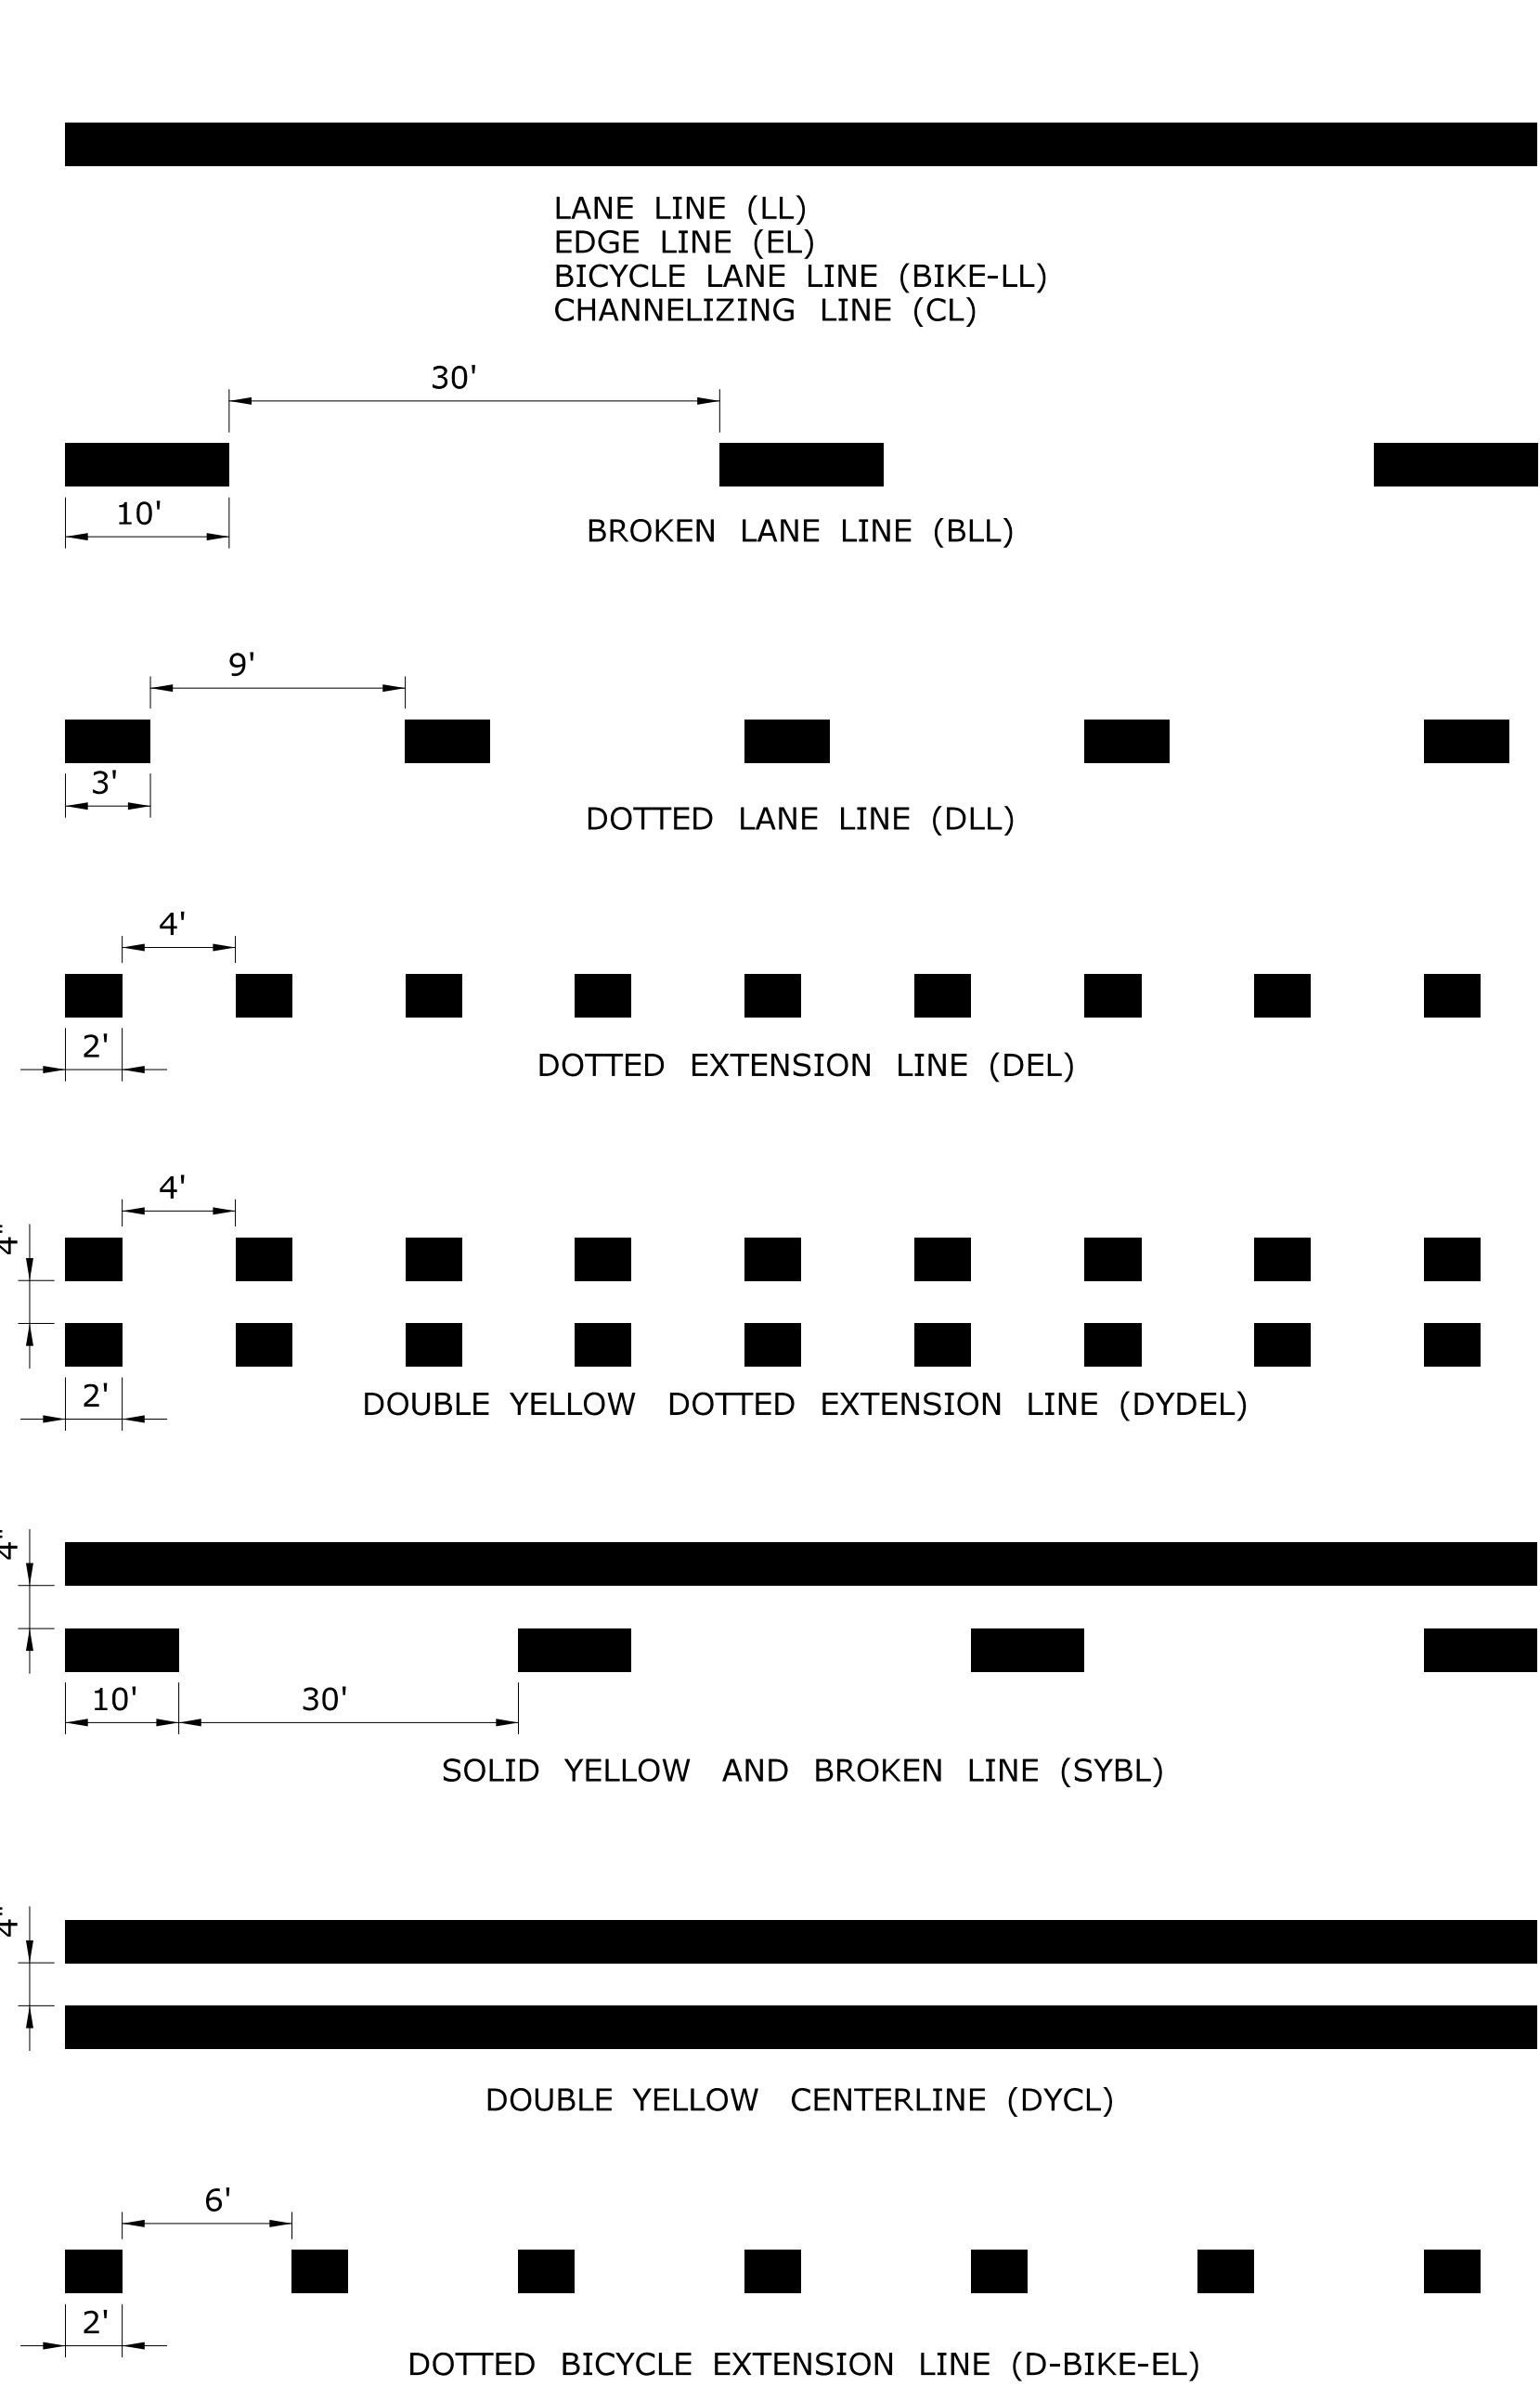 LANE LINE (LL)
EDGE LINE (EL)
BICYCLE LANE LINE (BIKE-LL)
CHANNELIZING LINE (CL)
30'
10'
BROKEN LANE LINE (BLL)
9'
3'
DOTTED LANE LINE (DLL)
4'
2'
DOTTED EXTENSION LINE (DEL)
4'
4"
2'
DOUBLE YELLOW DOTTED EXTENSION LINE (DYDEL)
4"
10' 30'
SOLID YELLOW AND BROKEN LINE (SYBL)
4"
DOUBLE YELLOW CENTERLINE (DYCL)
6'
2'
DOTTED BICYCLE EXTENSION LINE (D-BIKE-EL)